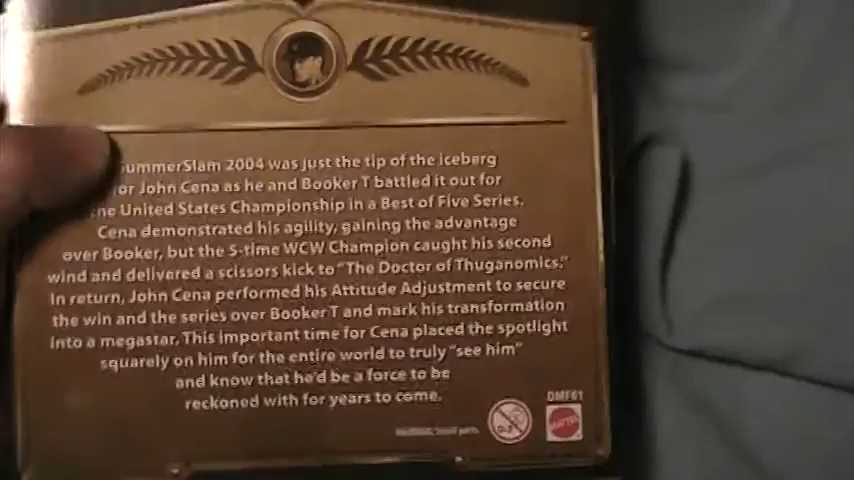 SummerSlam 2004 was just the tip of the iceberg
for John Cena as he and Booker T battled it out for
the United States Championship in a Best of Five Series.
Cena demonstrated his agility, gaining the advantage
over Booker, but the 5-time WCW Champion caught his second
wind and delivered a scissors kick to "The Doctor of Thuganomics."
In return, John Cena performed his Attitude Adjustment to secure
the win and the series over Booker T and mark his transformation
into a megastar. This important time for Cena placed the spotlight
squarely on him for the entire world to truly "see him"
and know that he'd be a force to be
reckoned with for years to come.
DMF61
WARNING: Small parts.
0-3
MATTEL